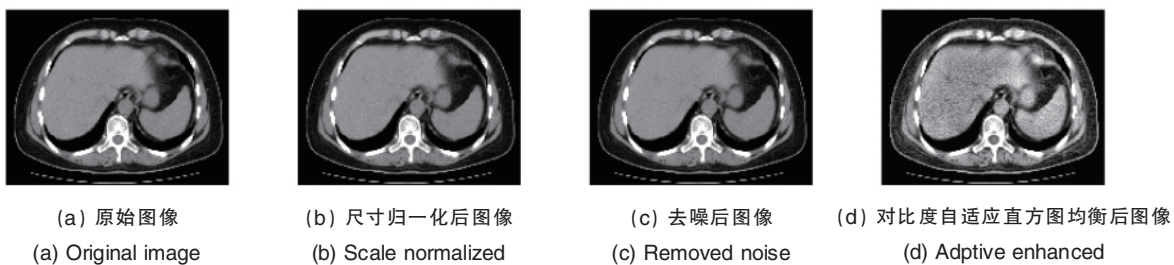 (a) 原始图像
(b) 尺寸归一化后图像
(c) 去噪后图像
(d) 对比度自适应直方图均衡后图像
(a) Original image
(b) Scale normalized
(c) Removed noise
(d) Adptive enhanced